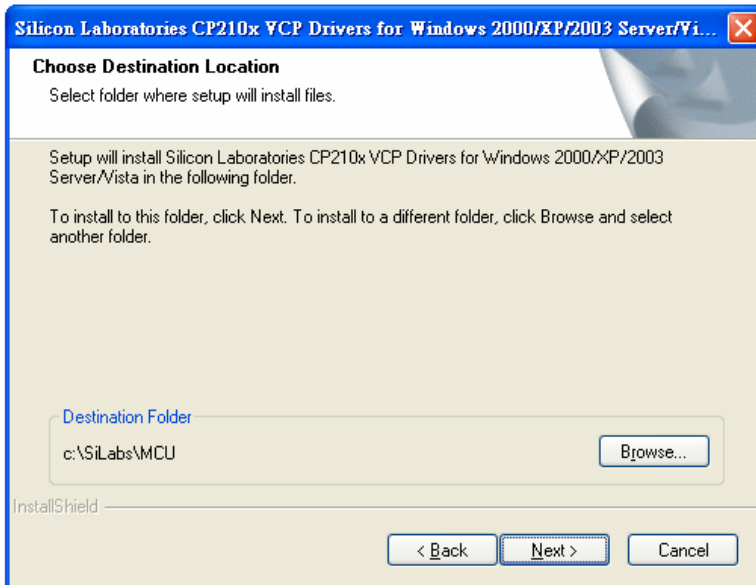 Silicon Laboratories CP210x VCP Drivers for Windows 2000/XP/2003 Server/Vi...
Choose Destination Location
Select folder where setup will install files.
Setup will install Silicon Laboratories CP210x VCP Drivers for Windows 2000/XP/2003
Server/Vista in the following folder.
To install to this folder, click Next. To install to a different folder, click Browse and select
another folder.
Destination Folder
c:\SiLabs\MCU
Browse...
InstallShield
< Back
Next >
Cancel